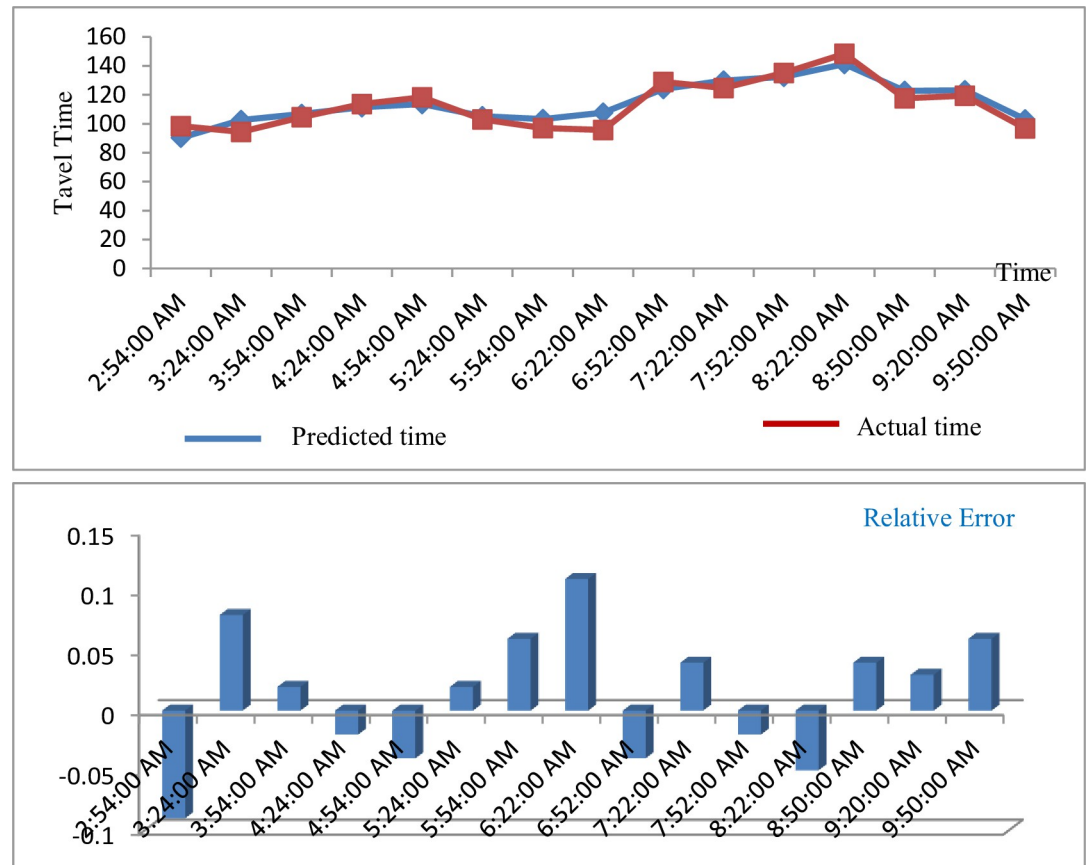 160
140
120
100
80
60
40
20
0
Tavel Time
Time
2:54:00 AM
3:24:00 AM
3:54:00 AM
4:24:00 AM
4:54:00 AM
5:24:00 AM
5:54:00 AM
6:22:00 AM
6:52:00 AM
7:22:00 AM
7:52:00 AM
8:22:00 AM
8:50:00 AM
9:20:00 AM
9:50:00 AM
Predicted time
Actual time
Relative Error
0.15
0.1
0.05
0
-0.05
-0.1
2:54:00 AM
3:24:00 AM
3:54:00 AM
4:24:00 AM
4:54:00 AM
5:24:00 AM
5:54:00 AM
6:22:00 AM
6:52:00 AM
7:22:00 AM
7:52:00 AM
8:22:00 AM
8:50:00 AM
9:20:00 AM
9:50:00 AM